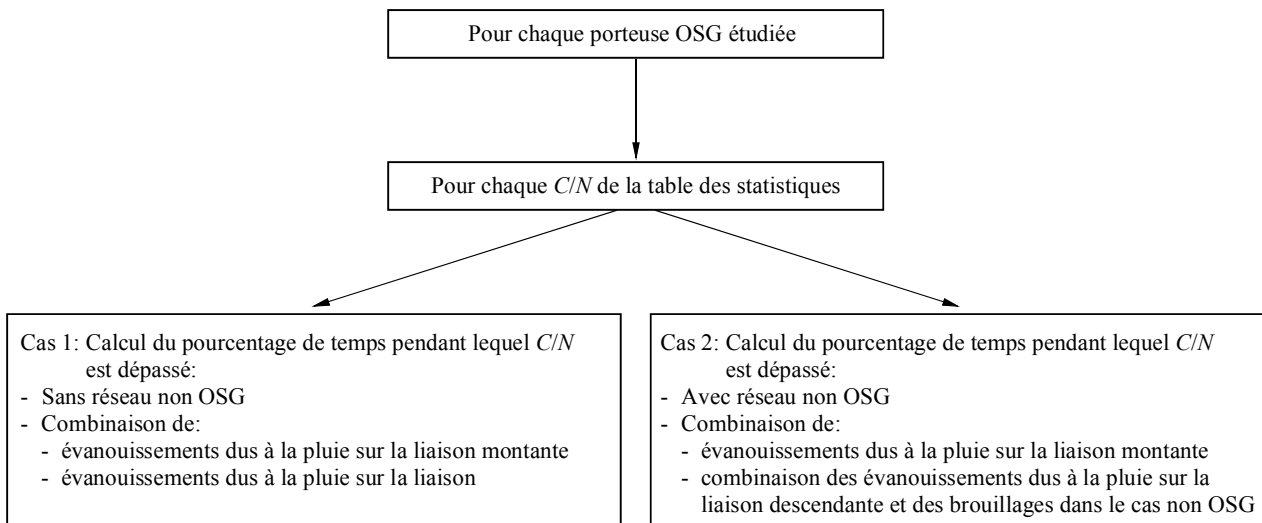 Pour chaque porteuse OSG étudiée
Pour chaque C/N de la table des statistiques
Cas 1: Calcul du pourcentage de temps pendant lequel C/N
est dépassé:
- Sans réseau non OSG
- Combinaison de:
- évanouissements dus à la pluie sur la liaison montante
- évanouissements dus à la pluie sur la liaison
Cas 2: Calcul du pourcentage de temps pendant lequel C/N
est dépassé:
- Avec réseau non OSG
- Combinaison de:
- évanouissements dus à la pluie sur la liaison montante
- combinaison des évanouissements dus à la pluie sur la
liaison descendante et des brouillages dans le cas non OSG